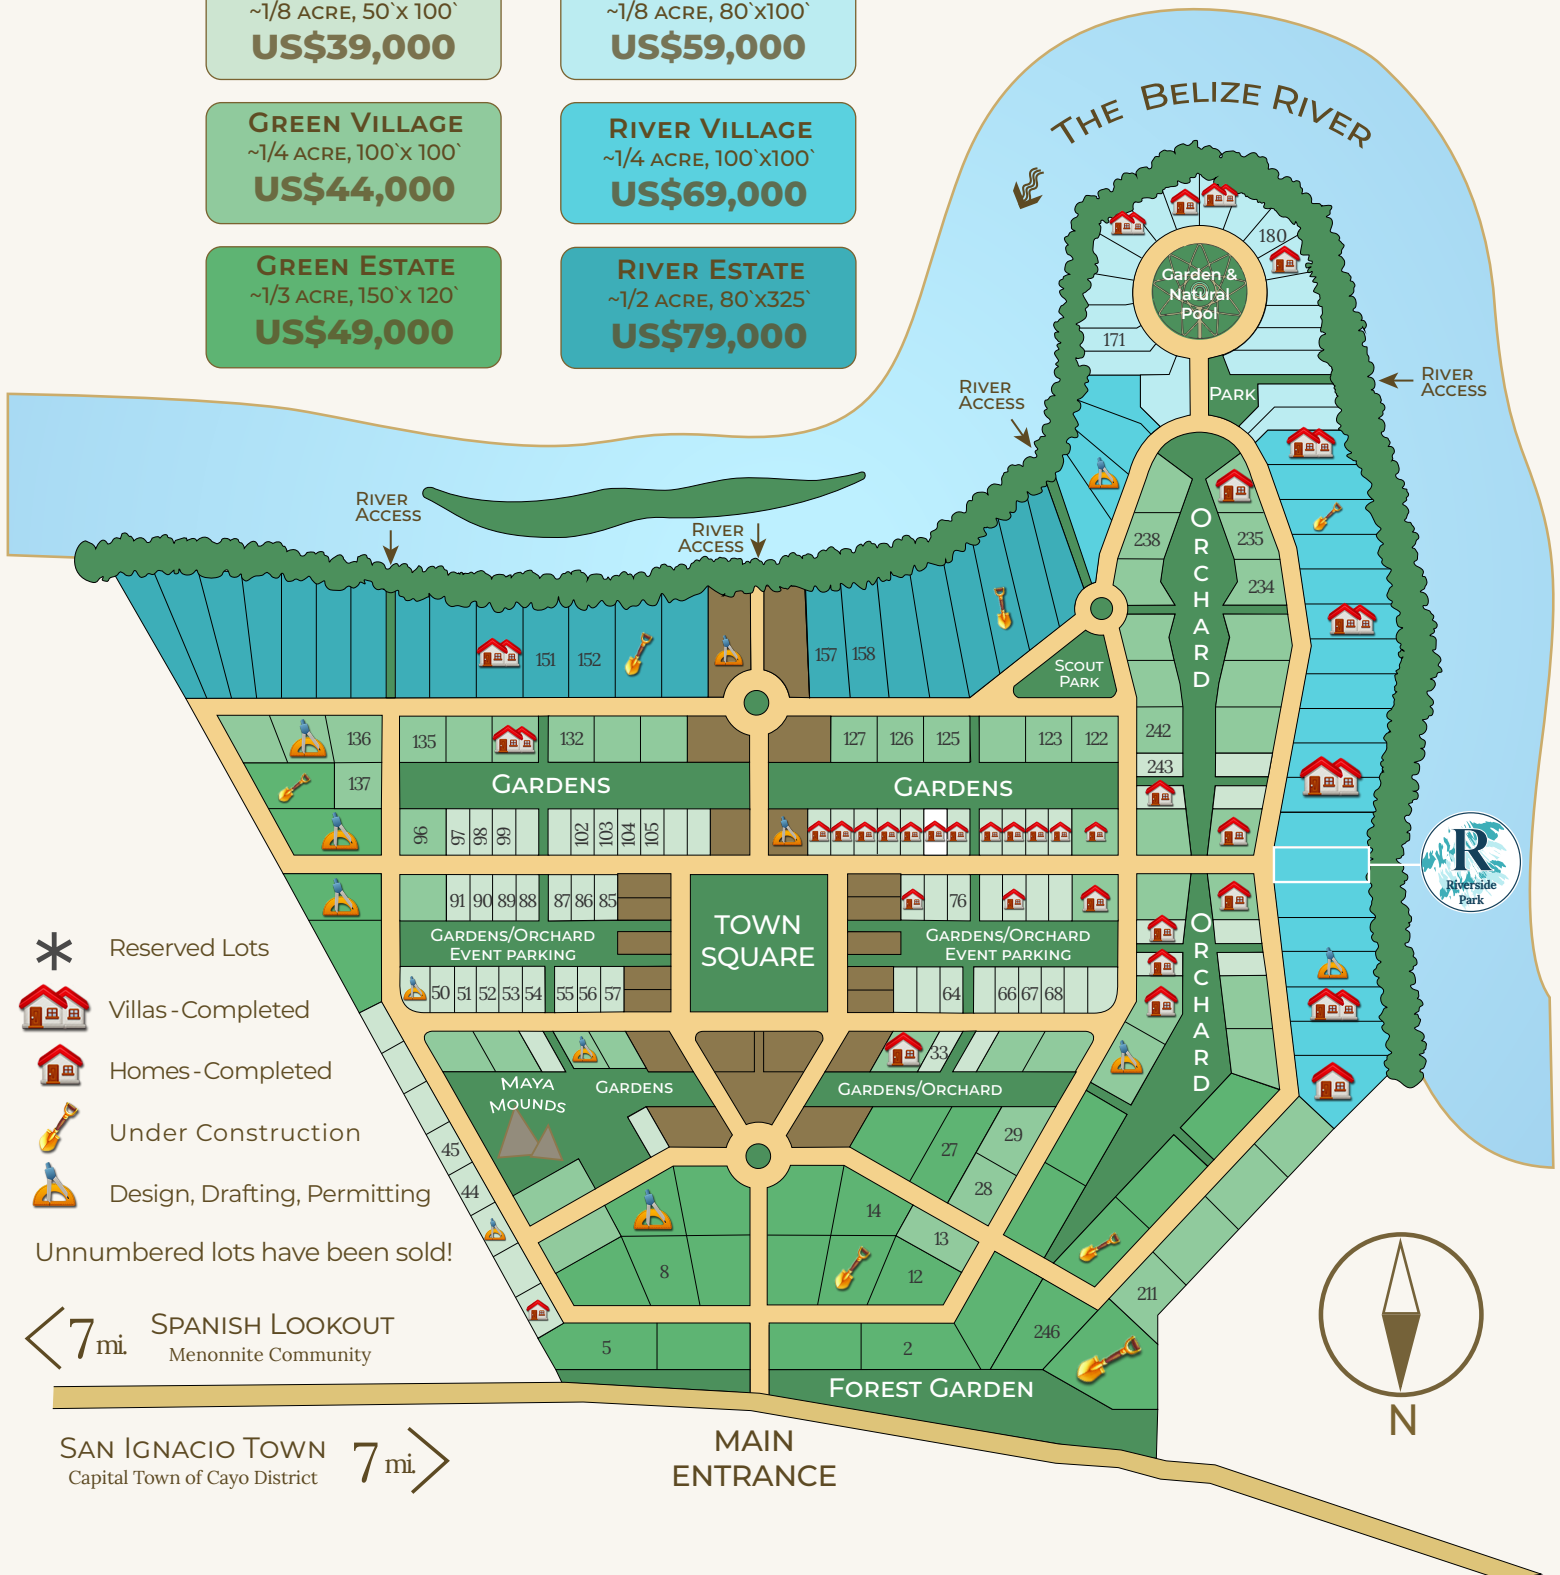 ~1/8 ACRE, 50`X 100`
US$39,000
~1/8 ACRE, 80`X100`
US$59,000
GREEN VILLAGE
~1/4 ACRE, 100`X 100`
US$44,000
RIVER VILLAGE
~1/4 ACRE, 100`X100`
US$69,000
GREEN ESTATE
~1/3 ACRE, 150`X 120`
US$49,000
RIVER ESTATE
~1/2 ACRE, 80`X325`
US$79,000
THE BELIZE RIVER
180
Garden &
Natural
Pool
171
PARK
RIVER
ACCESS
RIVER
ACCESS
RIVER
ACCESS
RIVER
ACCESS
238
235
234
ORCHARD
151
152
157
158
SCOUT
PARK
136
135
132
127
126
125
123
122
242
243
137
GARDENS
GARDENS
96
97
98
99
102
103
104
105
R
Riverside
Park
91
90
89
88
87
86
85
76
TOWN
SQUARE
GARDENS/ORCHARD
EVENT PARKING
GARDENS/ORCHARD
EVENT PARKING
ORCHARD
50
51
52
53
54
55
56
57
64
66
67
68
33
MAYA
MOUNDS
GARDENS
GARDENS/ORCHARD
45
44
27
29
28
14
13
12
8
211
246
5
2
FOREST GARDEN
Reserved Lots
Villas-Completed
Homes-Completed
Under Construction
Design, Drafting, Permitting
Unnumbered lots have been sold!
7 mi.
SPANISH LOOKOUT
Menonnite Community
SAN IGNACIO TOWN
Capital Town of Cayo District
7 mi.
MAIN
ENTRANCE
N